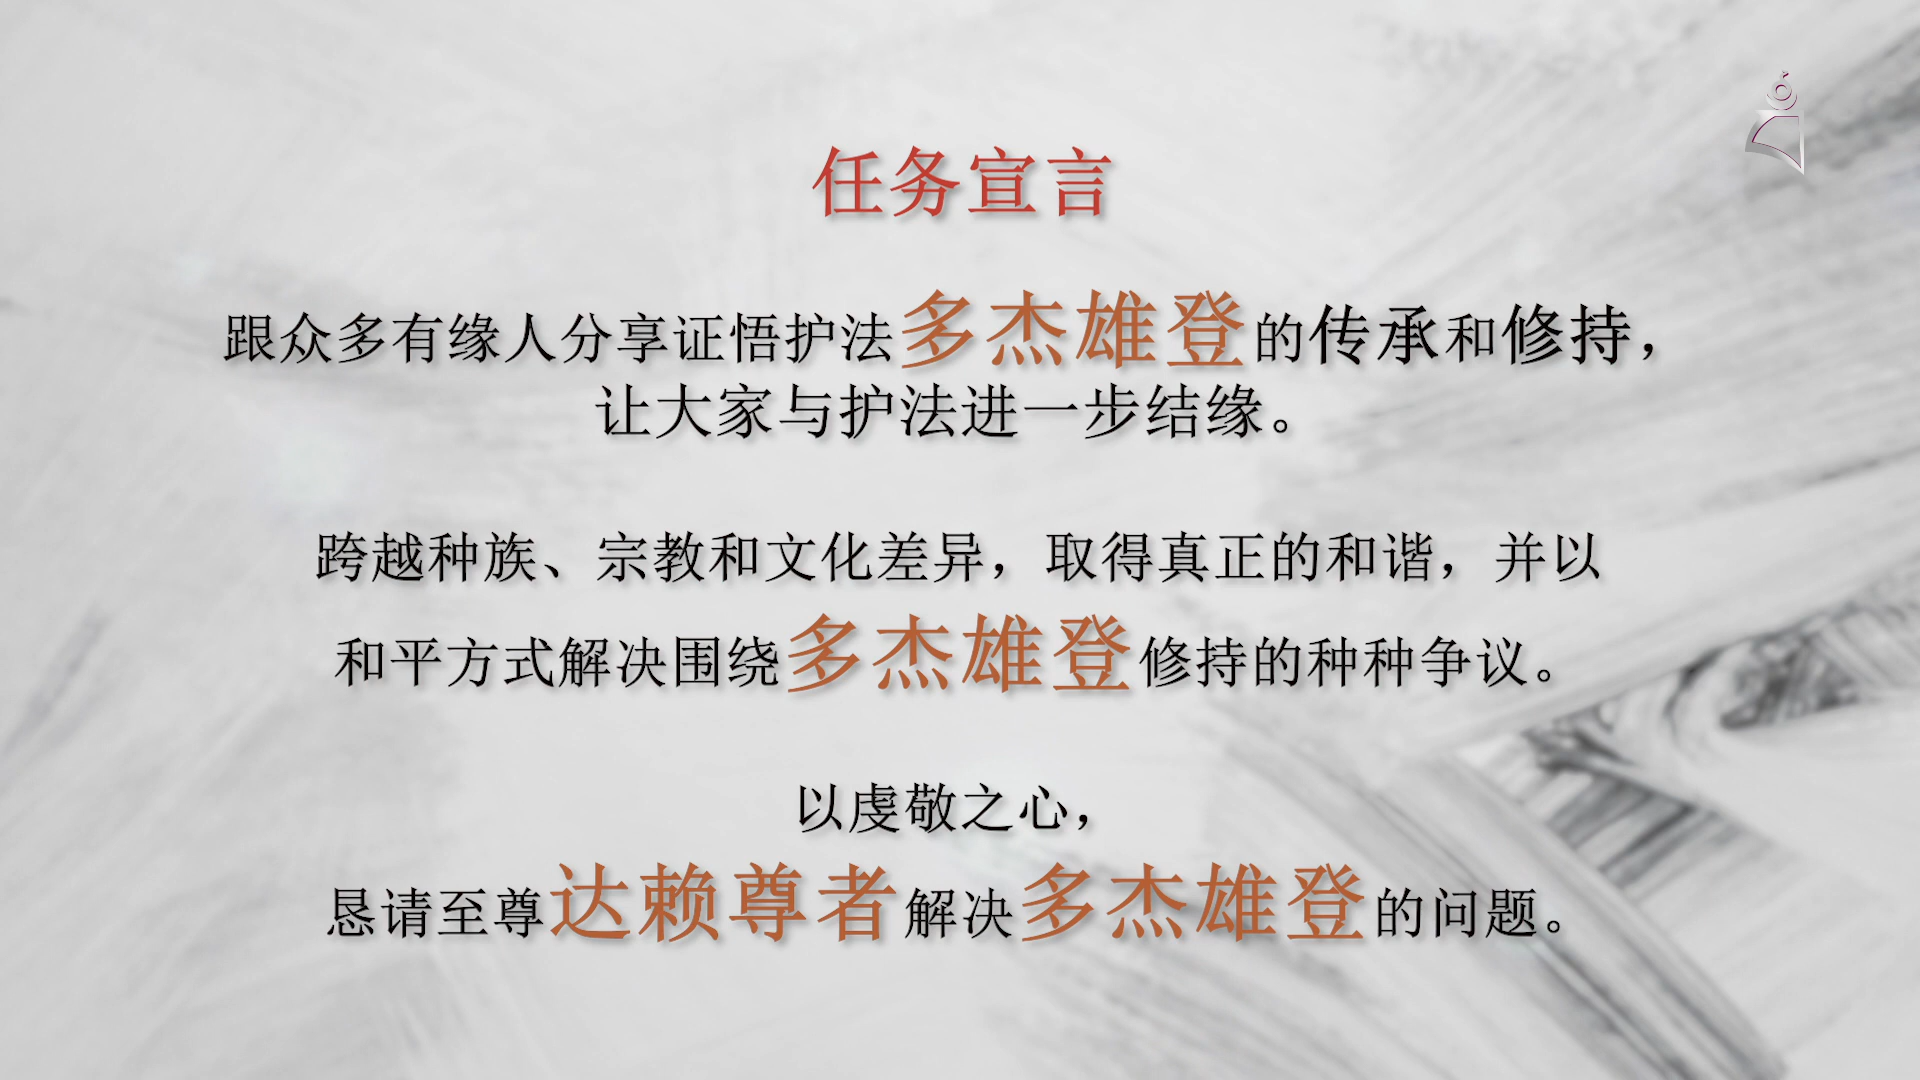 任务宣言
跟众多有缘人分享证悟护法多杰雄登的传承和修持，
让大家与护法进一步结缘。
跨越种族、宗教和文化差异，取得真正的和谐，并以
和平方式解决围绕多杰雄登修持的种种争议。
以虔敬之心，
恳请至尊达赖尊者解决多杰雄登的问题。